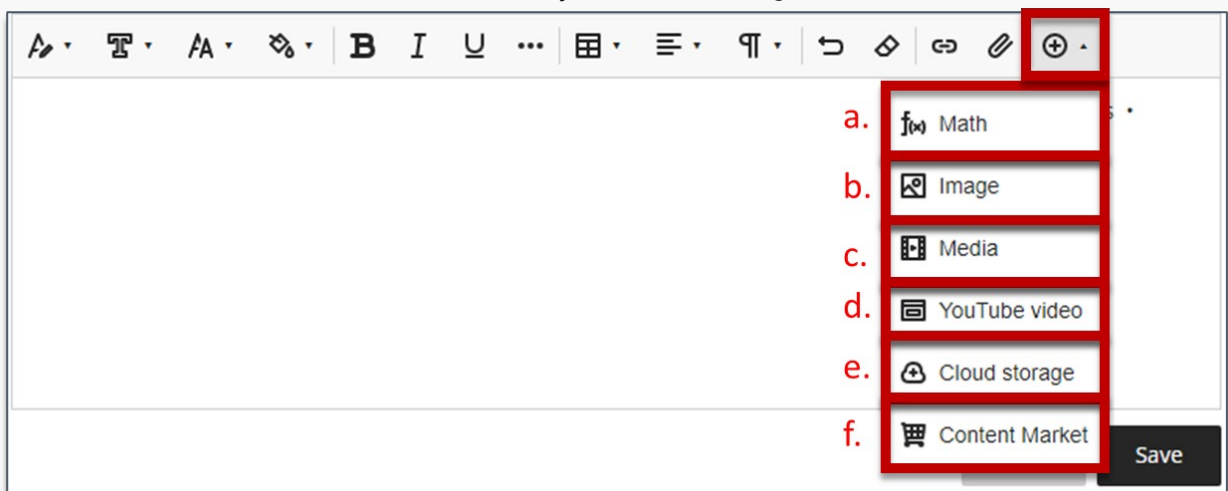 B I U
a. f(x) Math
b. Image
c. Media
d. YouTube video
e. Cloud storage
f. Content Market
Save